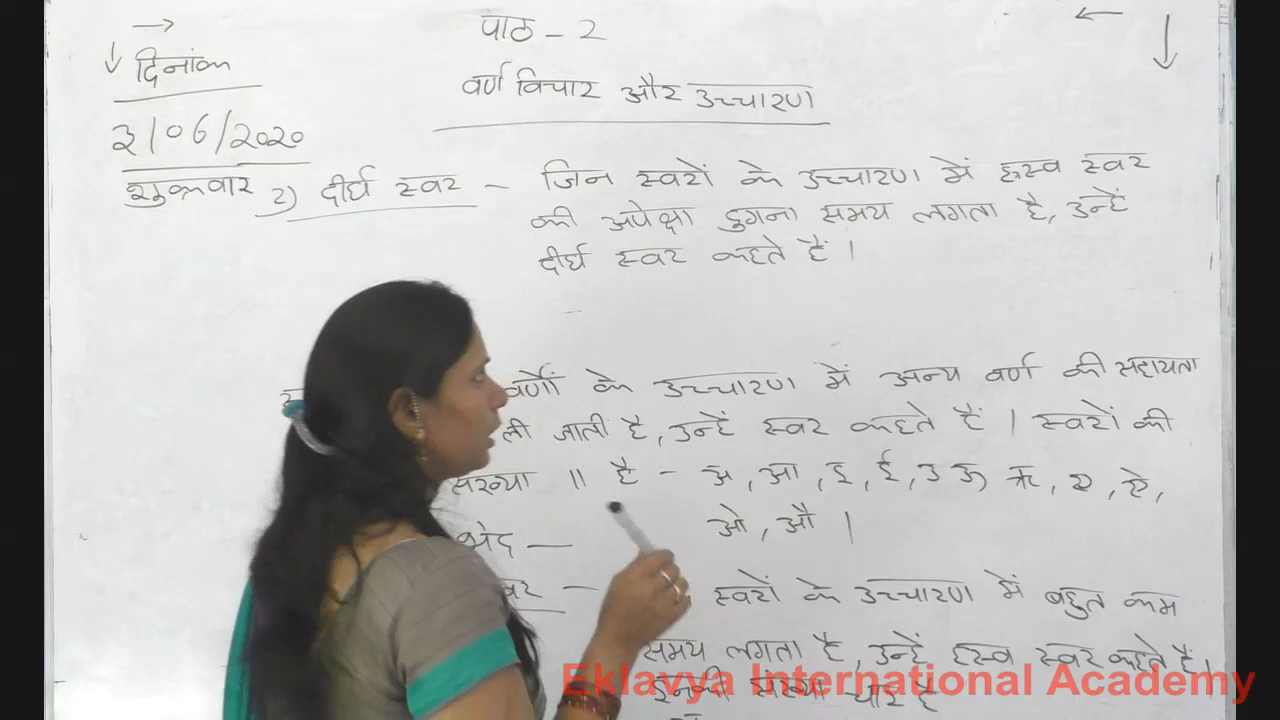 पाठ - 2
दिनांक
वर्ण विचार और उच्चारण
3/06/2020
शुक्रवार
2) दीर्घ स्वर - जिन स्वरों के उच्चारण में ह्रस्व स्वर
की अपेक्षा दुगना समय लगता है, उन्हें
दीर्घ स्वर कहते हैं ।
वर्णों के उच्चारण में अन्य वर्ण की सहायता
ली जाती है, उन्हें स्वर कहते हैं । स्वरों की
संख्या 11 है - अ, आ, इ, ई, उ ऊ ऋ, ए, ऐ,
ओ, औ ।
भेद -
स्वरों के उच्चारण में बहुत कम
समय लगता है, उन्हें ह्रस्व स्वर कहते हैं ।
इनकी संख्या चार है
Eklavya International Academy